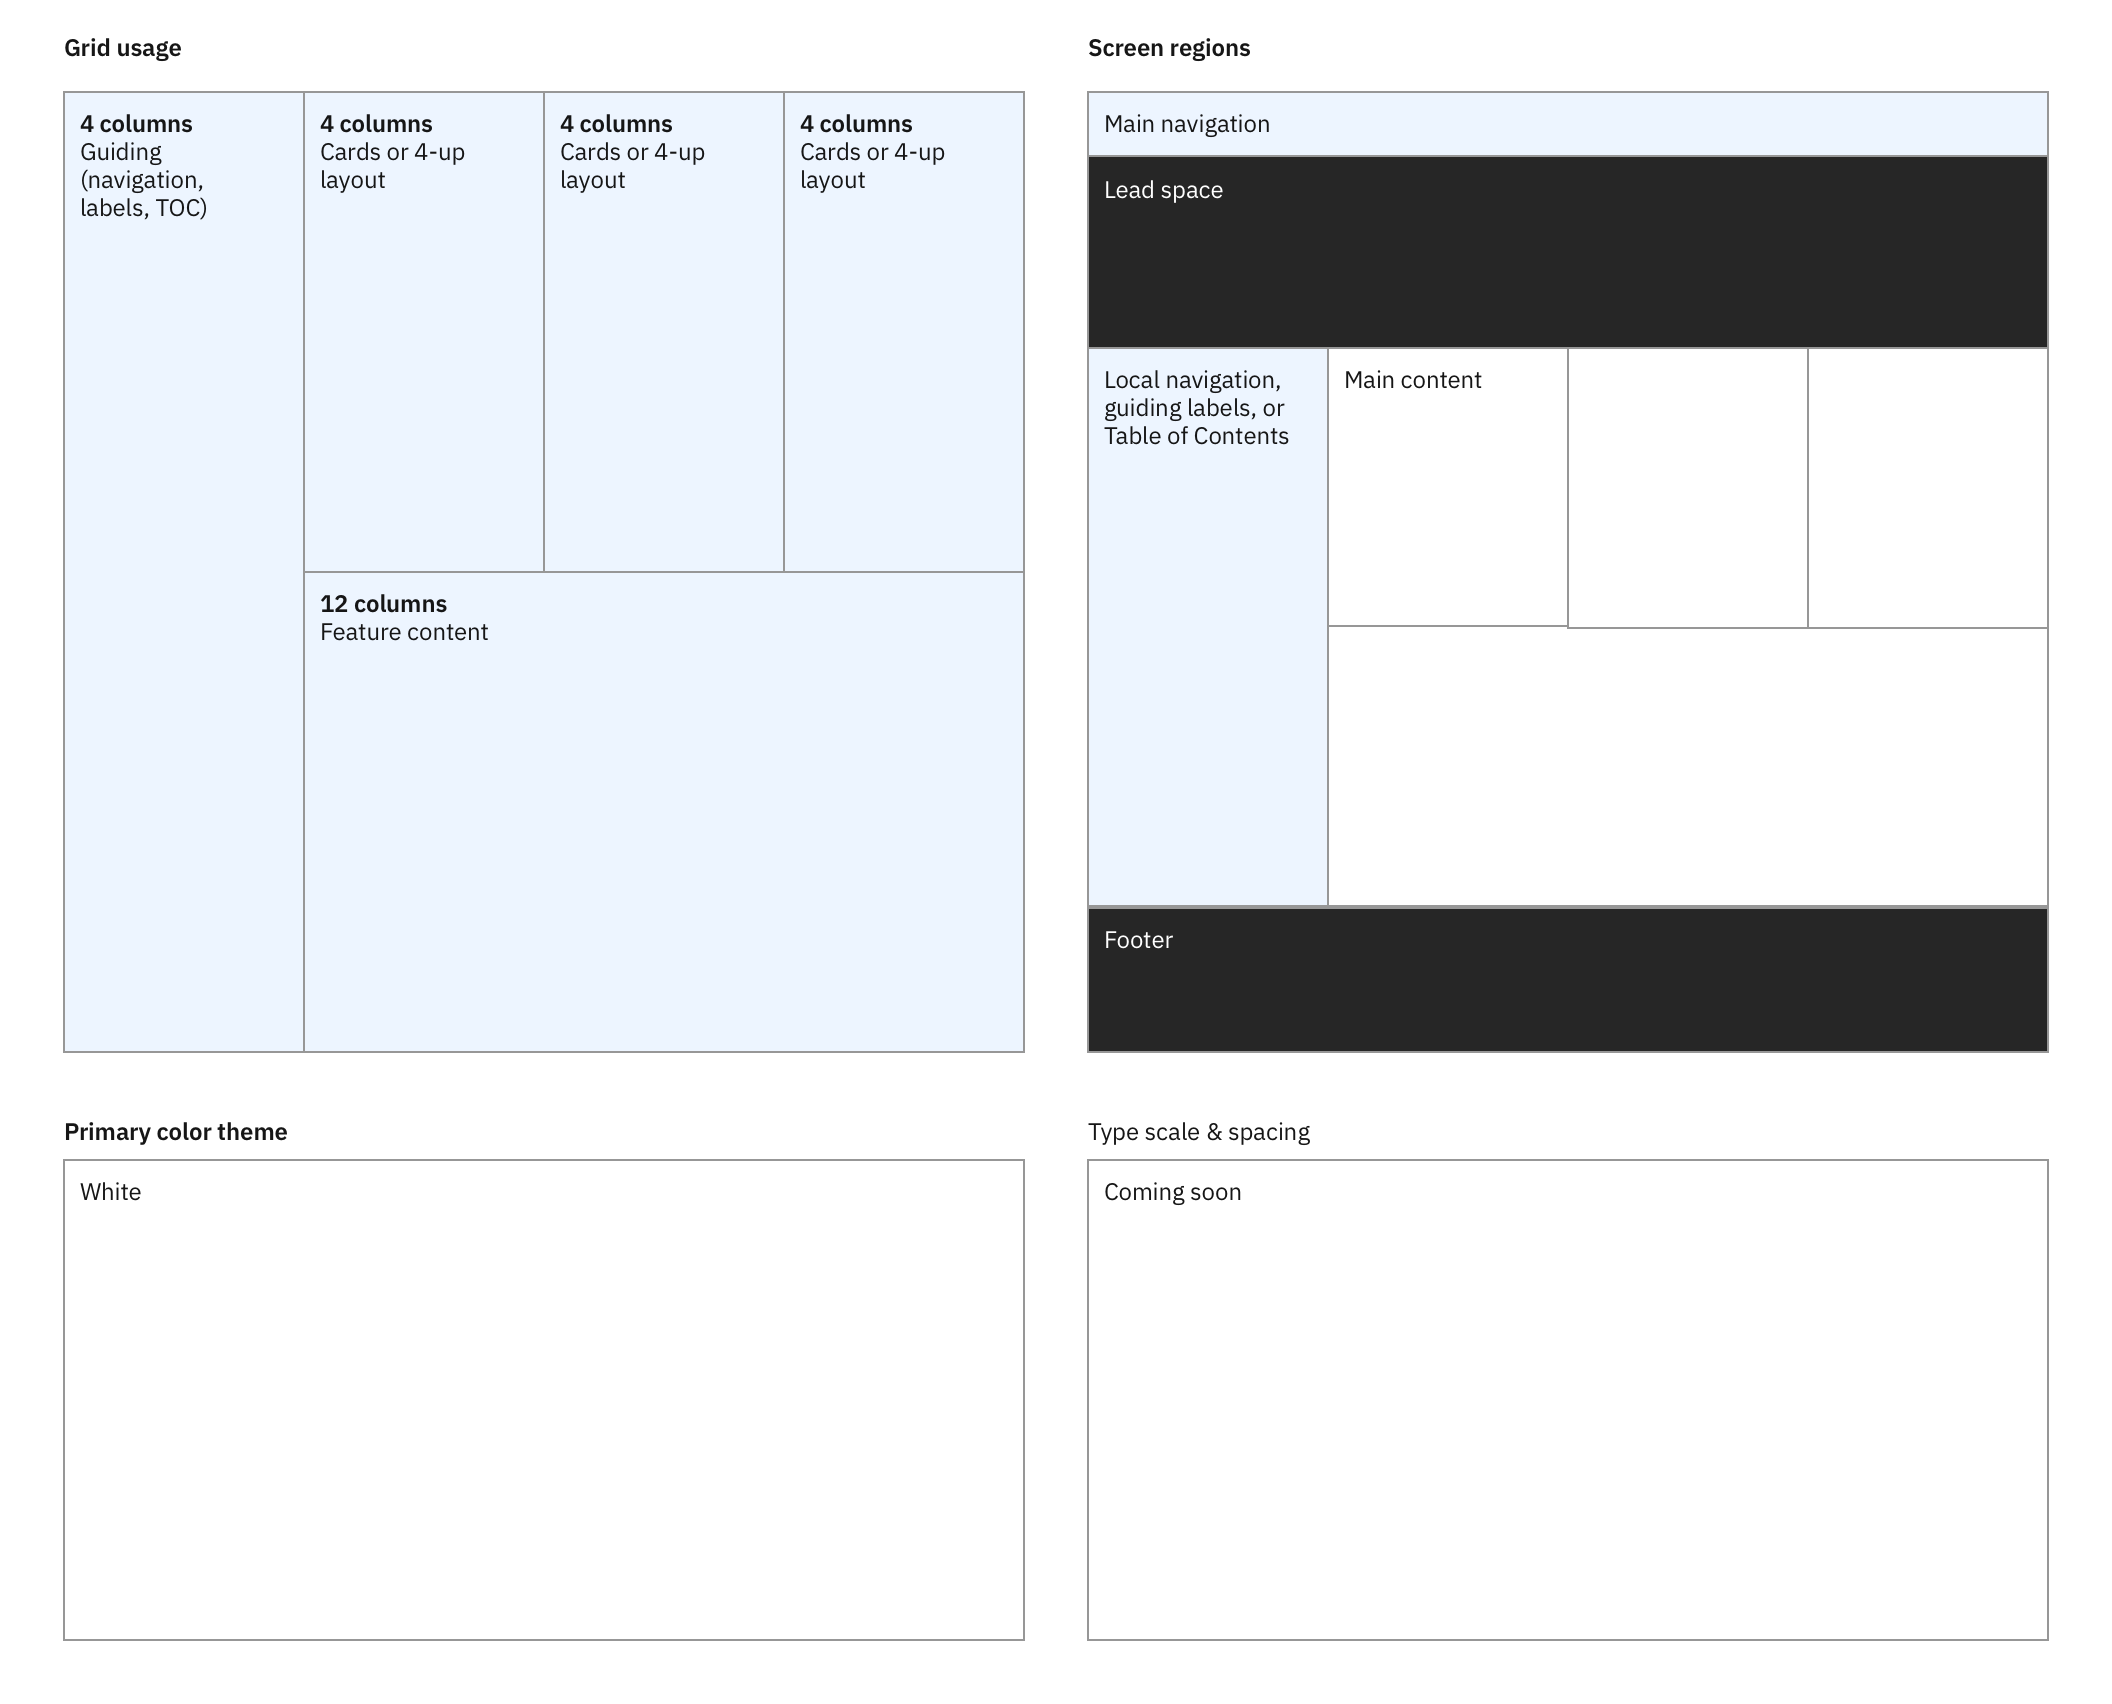 Grid usage
4 columns
Guiding
(navigation,
labels, TOC)
4 columns
Cards or 4-up
layout
4 columns
Cards or 4-up
layout
4 columns
Cards or 4-up
layout
12 columns
Feature content
Screen regions
Main navigation
Lead space
Local navigation,
guiding labels, or
Table of Contents
Main content
Footer
Primary color theme
White
Type scale & spacing
Coming soon